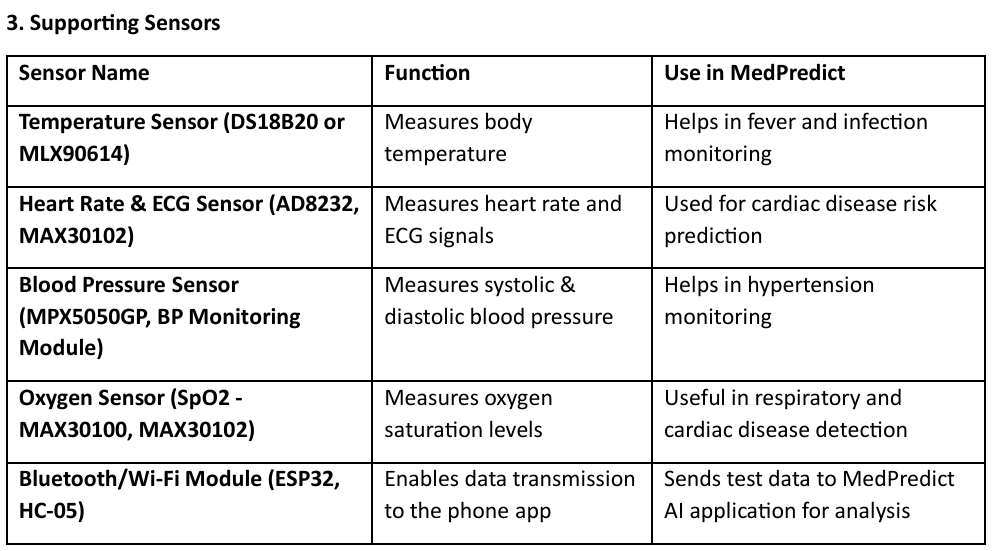 3. Supporting Sensors
Sensor Name
Function
Use in MedPredict
Temperature Sensor (DS18B20 or
MLX90614)
Measures body
temperature
Helps in fever and infection
monitoring
Heart Rate & ECG Sensor (AD8232,
MAX30102)
Measures heart rate and
ECG signals
Used for cardiac disease risk
prediction
Blood Pressure Sensor
(MPX5050GP, BP Monitoring
Module)
Measures systolic &
diastolic blood pressure
Helps in hypertension
monitoring
Oxygen Sensor (SpO2 -
MAX30100, MAX30102)
Measures oxygen
saturation levels
Useful in respiratory and
cardiac disease detection
Bluetooth/Wi-Fi Module (ESP32,
HC-05)
Enables data transmission
to the phone app
Sends test data to MedPredict
AI application for analysis